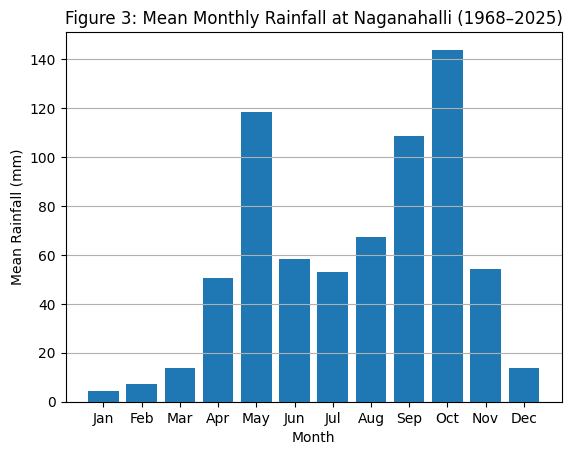 Figure 3: Mean Monthly Rainfall at Naganahalli (1968–2025)
Mean Rainfall (mm)
140
120
100
80
60
40
20
0
Jan Feb Mar Apr May Jun Jul Aug Sep Oct Nov Dec
Month